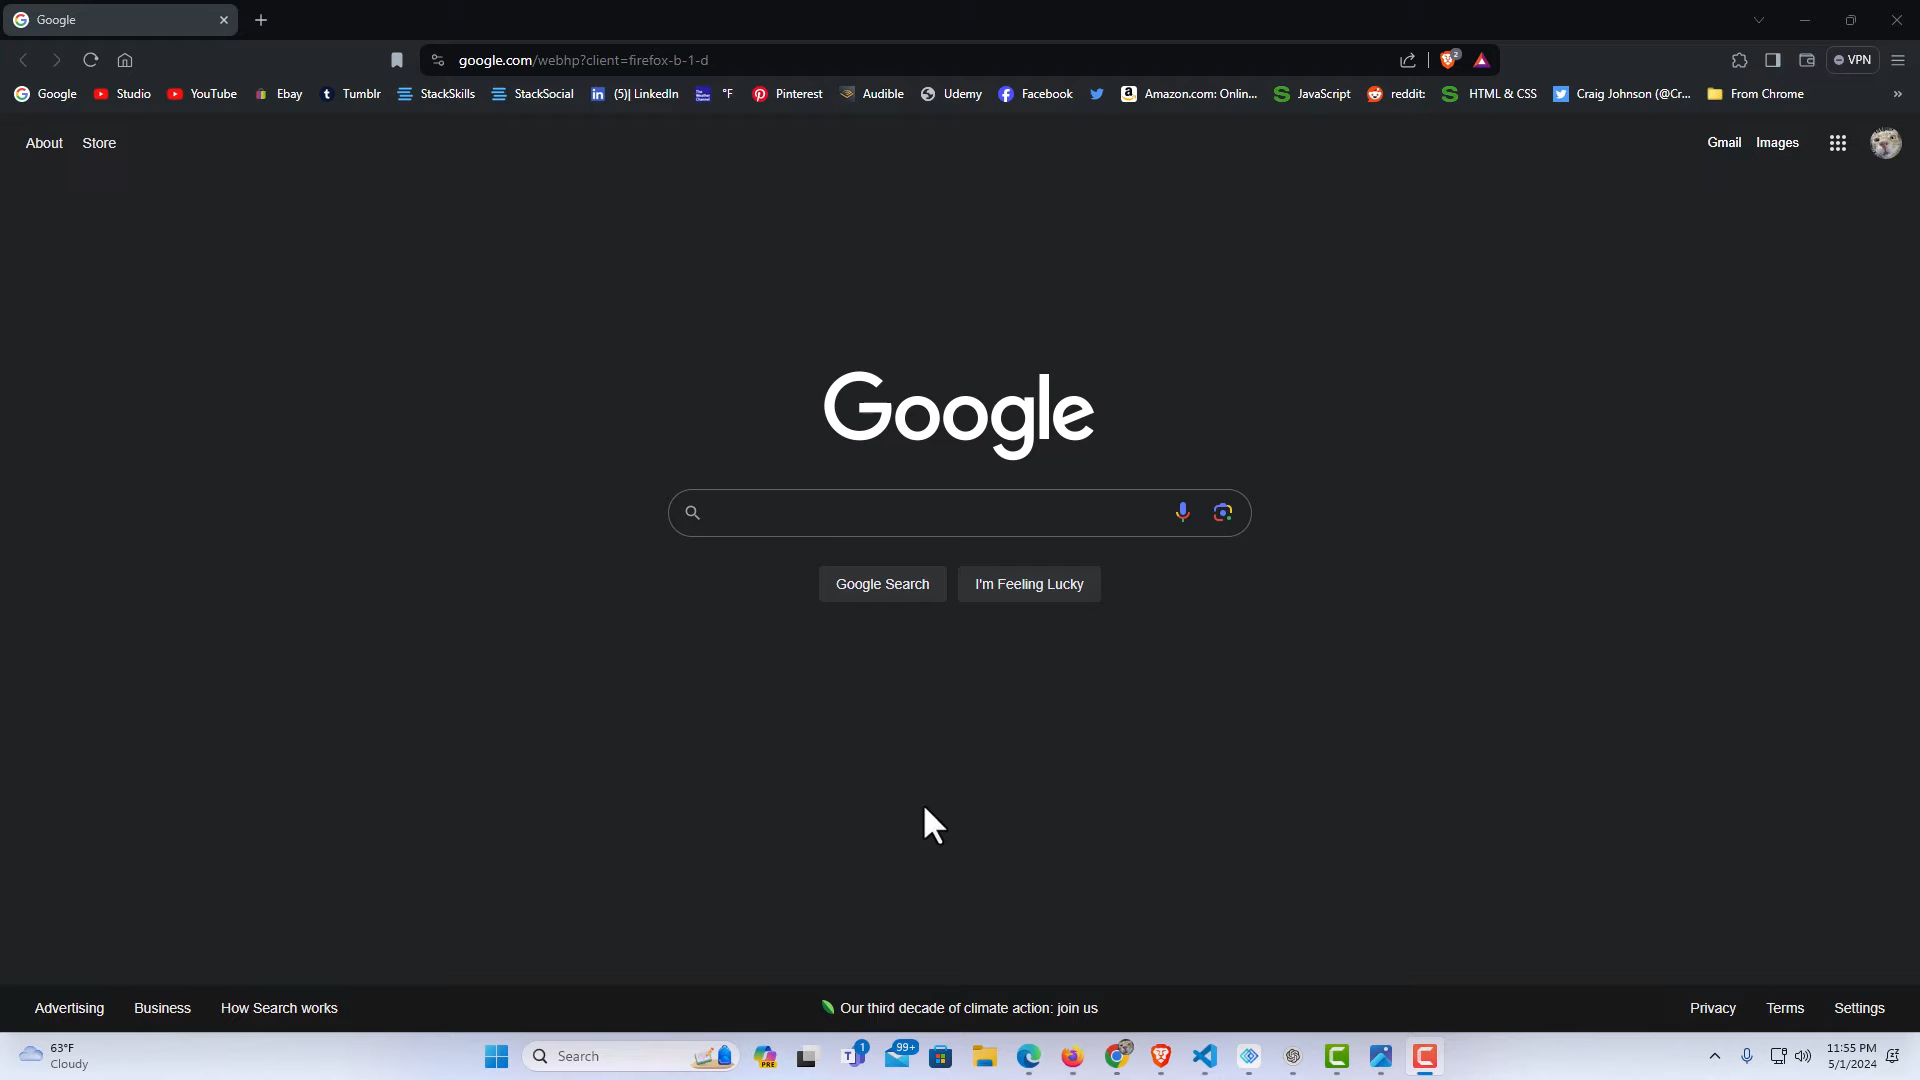 Google
google.com/webhp?client=firefox-b-1-d
2
VPN
Google Studio YouTube Ebay Tumblr StackSkills StackSocial (5)| LinkedIn °F Pinterest Audible Udemy Facebook Amazon.com: Onlin... JavaScript reddit: HTML & CSS Craig Johnson (@Cr... From Chrome
About Store
Gmail Images
Google
Google Search I'm Feeling Lucky
Advertising Business How Search works
Our third decade of climate action: join us
Privacy Terms Settings
63°F
Cloudy
Search
PRE
1
99+
11:55 PM
5/1/2024